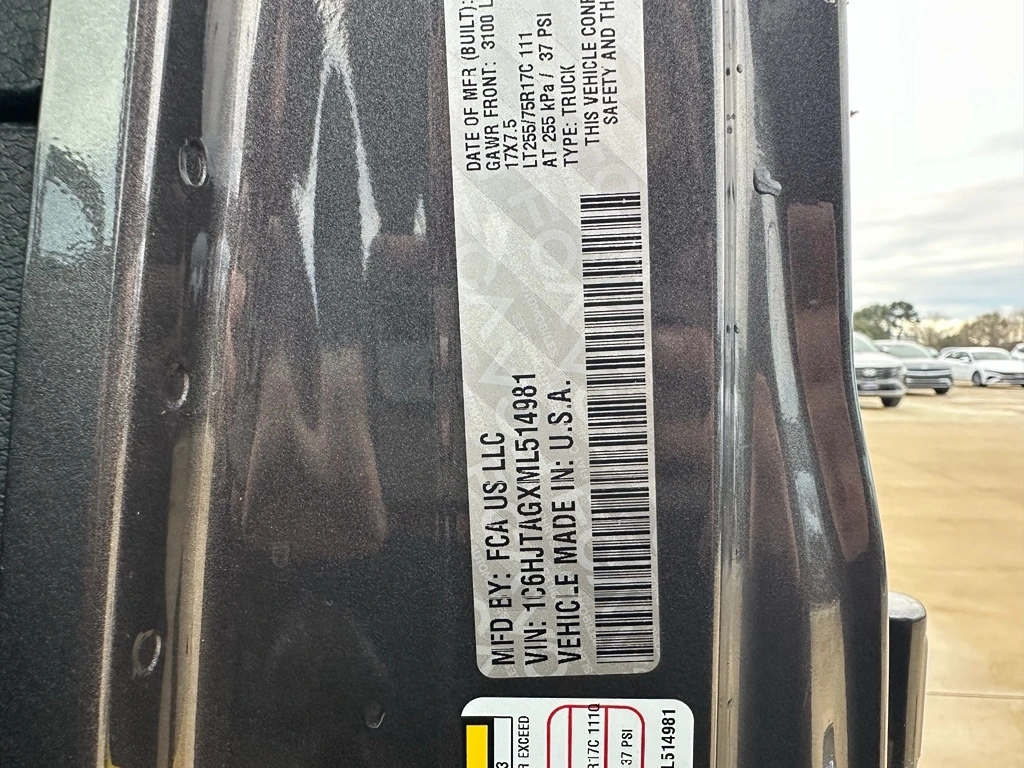 MFD BY: FCA US LLC
VIN: 1C6HJTAGXML514981
VEHICLE MADE IN: U.S.A.
DATE OF MFR (BUILT):
GAWR FRONT: 3100 L
17X7.5
LT255/75R17C 111
AT 255 kPa / 37 PSI
TYPE: TRUCK
THIS VEHICLE CONF
SAFETY AND TH
3
R EXCEED
R17C 111Q
37 PSI
L514981